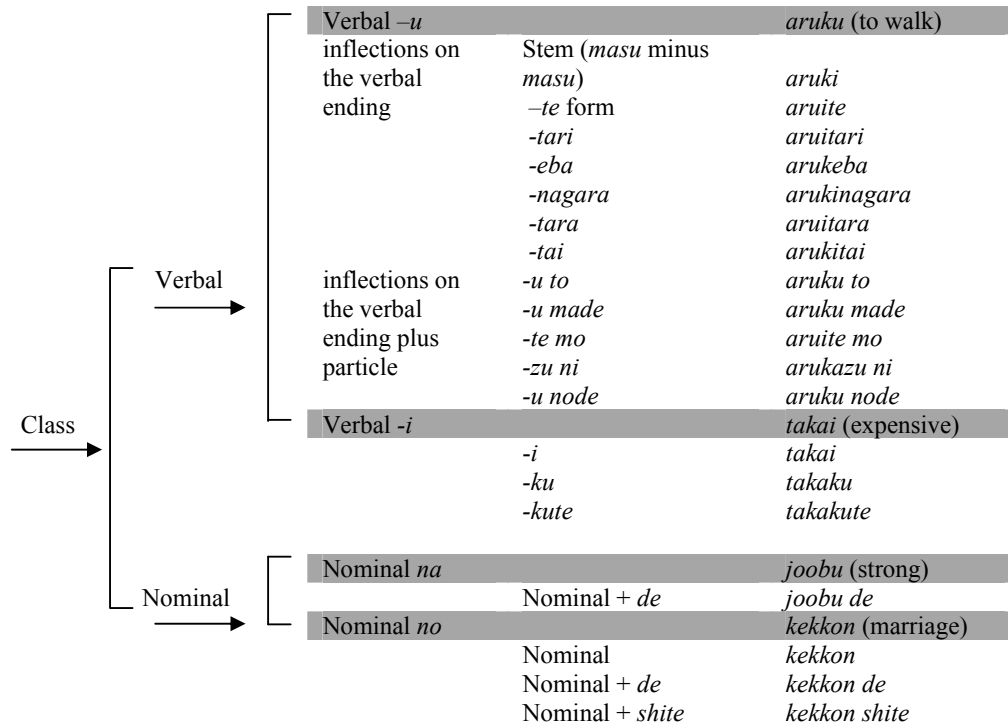 Verbal –u aruku (to walk)
inflections on Stem (masu minus
the verbal masu) aruki
ending –te form aruite
-tari aruitari
-eba arukeba
-nagara arukinagara
-tara aruitara
-tai arukitai
Verbal inflections on -u to aruku to
the verbal -u made aruku made
ending plus -te mo aruite mo
particle -zu ni arukazu ni
-u node aruku node
Class Verbal -i takai (expensive)
-i takai
-ku takaku
-kute takakute
Nominal na joobu (strong)
Nominal Nominal + de joobu de
Nominal no kekkon (marriage)
Nominal kekkon
Nominal + de kekkon de
Nominal + shite kekkon shite